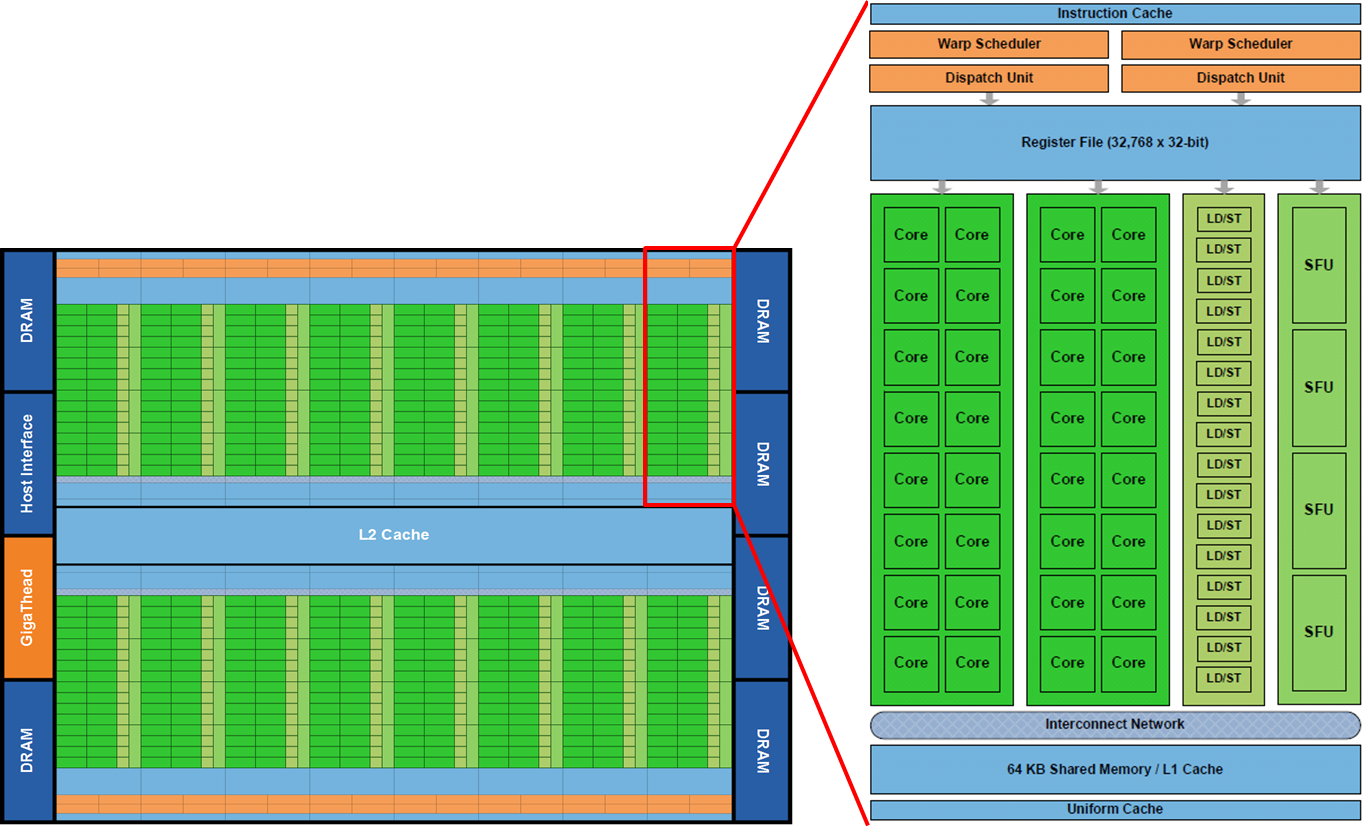 DRAM
Host Interface
GigaThead
DRAM
L2 Cache
DRAM
DRAM
DRAM
DRAM
Instruction Cache
Warp Scheduler Warp Scheduler
Dispatch Unit Dispatch Unit
Register File (32,768 x 32-bit)
Core Core Core Core LD/ST
LD/ST
SFU
Core Core Core Core LD/ST
LD/ST
Core Core Core Core LD/ST
LD/ST
SFU
Core Core Core Core LD/ST
LD/ST
Core Core Core Core LD/ST
LD/ST
SFU
Core Core Core Core LD/ST
LD/ST
Core Core Core Core LD/ST
LD/ST
SFU
Core Core Core Core LD/ST
LD/ST
Interconnect Network
64 KB Shared Memory / L1 Cache
Uniform Cache